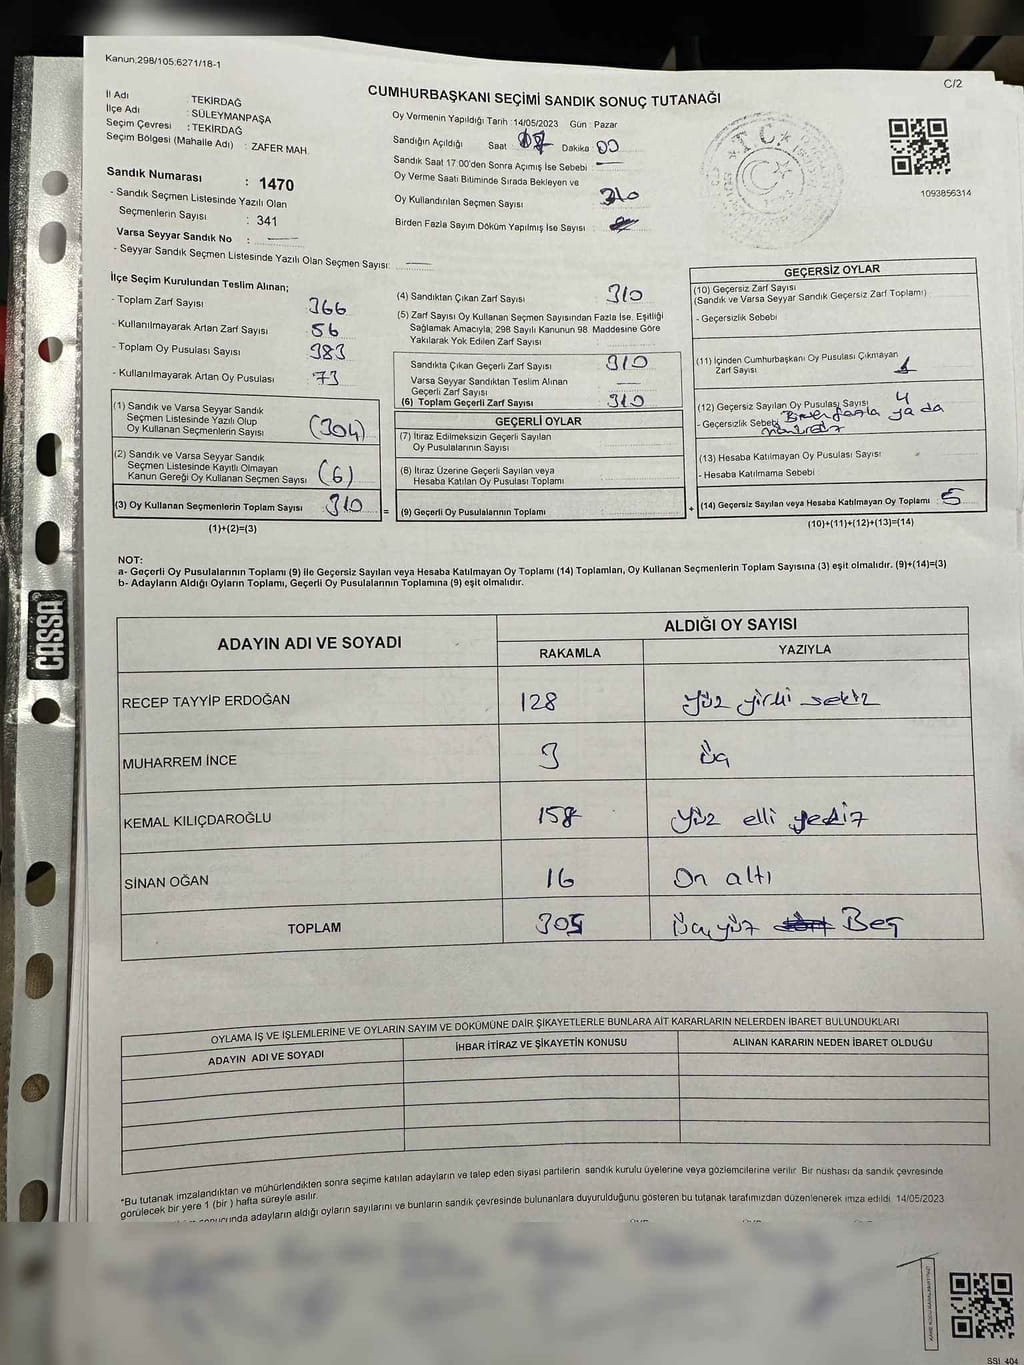 Kanun.298/105.6271/18-1
C/2
CUMHURBAŞKANI SEÇİMİ SANDIK SONUÇ TUTANAĞI
İl Adı : TEKİRDAĞ
İlçe Adı : SÜLEYMANPAŞA
Seçim Çevresi : TEKİRDAĞ
Seçim Bölgesi (Mahalle Adı) : ZAFER MAH.
Oy Vermenin Yapıldığı Tarih :14/05/2023 Gün : Pazar
Sandığın Açıldığı Saat Dakika 00
Sandık Saat 17:00'den Sonra Açımış İse Sebebi :
Oy Verme Saati Bitiminde Sırada Bekleyen ve
Oy Kullandırılan Seçmen Sayısı 310
Birden Fazla Sayım Döküm Yapılmış İse Sayısı :
T.C.
1093856314
Sandık Numarası : 1470
- Sandık Seçmen Listesinde Yazılı Olan
Seçmenlerin Sayısı : 341
Varsa Seyyar Sandık No :
- Seyyar Sandık Seçmen Listesinde Yazılı Olan Seçmen Sayısı:
İlçe Seçim Kurulundan Teslim Alınan;
- Toplam Zarf Sayısı 366
- Kullanılmayarak Artan Zarf Sayısı 56
- Toplam Oy Pusulası Sayısı 383
- Kullanılmayarak Artan Oy Pusulası 73
(1) Sandık ve Varsa Seyyar Sandık
Seçmen Listesinde Yazılı Olup
Oy Kullanan Seçmenlerin Sayısı (304)
(2) Sandık ve Varsa Seyyar Sandık
Seçmen Listesinde Kayıtlı Olmayan
Kanun Gereği Oy Kullanan Seçmen Sayısı (6)
(3) Oy Kullanan Seçmenlerin Toplam Sayısı 310
(1)+(2)=(3)
(4) Sandıktan Çıkan Zarf Sayısı 310
(5) Zarf Sayısı Oy Kullanan Seçmen Sayısından Fazla İse. Eşitliği
Sağlamak Amacıyla; 298 Sayılı Kanunun 98. Maddesine Göre
Yakılarak Yok Edilen Zarf Sayısı
Sandıkta Çıkan Geçerli Zarf Sayısı 310
Varsa Seyyar Sandıktan Teslim Alınan
Geçerli Zarf Sayısı
(6) Toplam Geçerli Zarf Sayısı 310
GEÇERLİ OYLAR
(7) İtiraz Edilmeksizin Geçerli Sayılan
Oy Pusulalarının Sayısı
(8) İtiraz Üzerine Geçerli Sayılan veya
Hesaba Katılan Oy Pusulası Toplamı
= (9) Geçerli Oy Pusulalarının Toplamı
GEÇERSİZ OYLAR
(10) Geçersiz Zarf Sayısı
(Sandık ve Varsa Seyyar Sandık Geçersiz Zarf Toplamı)
- Geçersizlik Sebebi
(11) İçinden Cumhurbaşkanı Oy Pusulası Çıkmayan
Zarf Sayısı 1
(12) Geçersiz Sayılan Oy Pusulası Sayısı 4
- Geçersizlik Sebebi Birden fazla ya da
mühürsüz
(13) Hesaba Katılmayan Oy Pusulası Sayısı
- Hesaba Katılmama Sebebi
+ (14) Geçersiz Sayılan veya Hesaba Katılmayan Oy Toplamı 5
(10)+(11)+(12)+(13)=(14)
NOT:
a- Geçerli Oy Pusulalarının Toplamı (9) ile Geçersiz Sayılan veya Hesaba Katılmayan Oy Toplamı (14) Toplamları, Oy Kullanan Seçmenlerin Toplam Sayısına (3) eşit olmalıdır. (9)+(14)=(3)
b- Adayların Aldığı Oyların Toplamı, Geçerli Oy Pusulalarının Toplamına (9) eşit olmalıdır.
ADAYIN ADI VE SOYADI
ALDIĞI OY SAYISI
RAKAMLA YAZIYLA
RECEP TAYYİP ERDOĞAN 128 Yüz yirmi sekiz
MUHARREM İNCE 3 Üç
KEMAL KILIÇDAROĞLU Yüz elli
SİNAN OĞAN 16 On altı
TOPLAM 305 Üçyüz Beş
OYLAMA İŞ VE İŞLEMLERİNE VE OYLARIN SAYIM VE DÖKÜMÜNE DAİR ŞİKAYETLERLE BUNLARA AİT KARARLARIN NELERDEN İBARET BULUNDUKLARI
ADAYIN ADI VE SOYADI İHBAR İTİRAZ VE ŞİKAYETİN KONUSU ALINAN KARARIN NEDEN İBARET OLDUĞU
*Bu tutanak imzalandıktan ve mühürlendikten sonra seçime katılan adayların ve talep eden siyasi partilerin sandık kurulu üyelerine veya gözlemcilerine verilir. Bir nüshası da sandık çevresinde
görülecek bir yere 1 (bir ) hafta süreyle asılır.
sonucunda adayların aldığı oyların sayılarını ve bunların sandık çevresinde bulunanlara duyurulduğunu gösteren bu tutanak tarafımızdan düzenlenerek imza edildi. 14/05/2023
CASSA
SSI 404